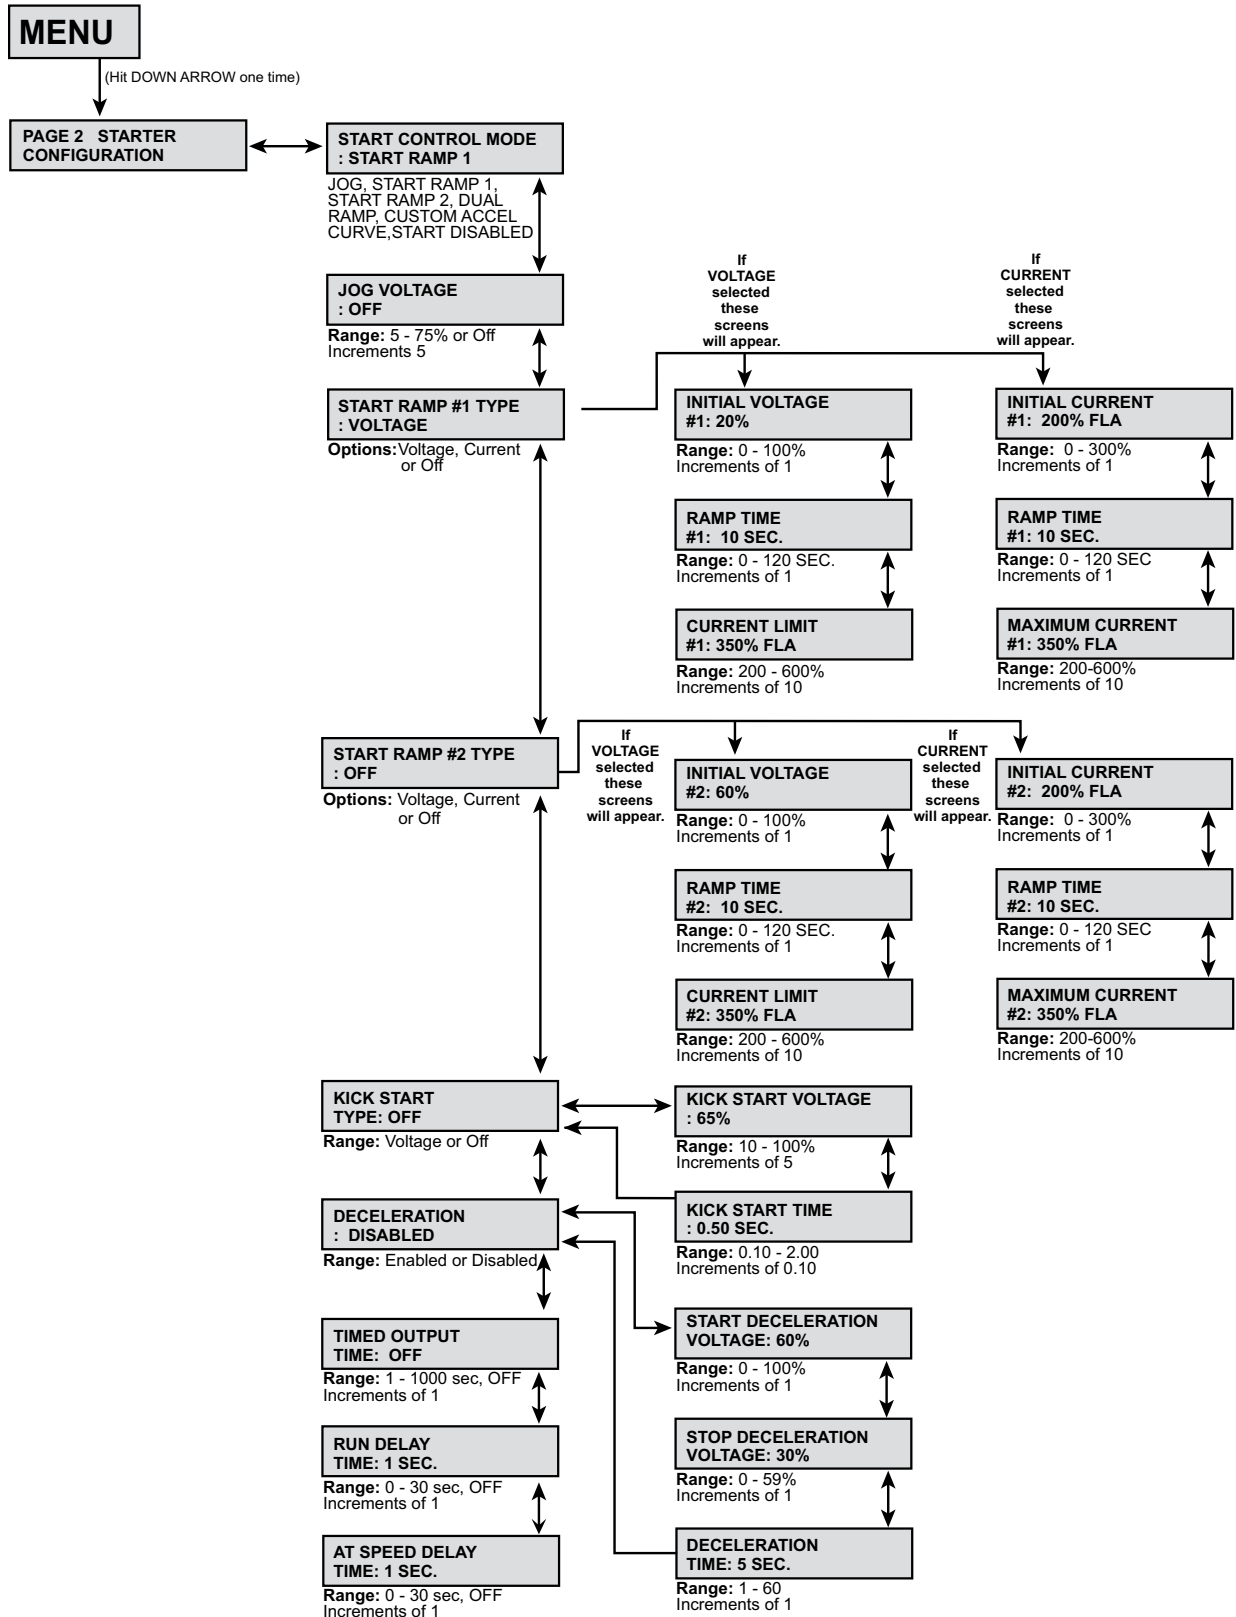 MENU
(Hit DOWN ARROW one time)
PAGE 2 STARTER
CONFIGURATION
START CONTROL MODE
: START RAMP 1
JOG, START RAMP 1,
START RAMP 2, DUAL
RAMP, CUSTOM ACCEL
CURVE,START DISABLED
JOG VOLTAGE
: OFF
Range: 5 - 75% or Off
Increments 5
START RAMP #1 TYPE
: VOLTAGE
Options:Voltage, Current
or Off
If
VOLTAGE
selected
these
screens
will appear.
INITIAL VOLTAGE
#1: 20%
Range: 0 - 100%
Increments of 1
RAMP TIME
#1: 10 SEC.
Range: 0 - 120 SEC.
Increments of 1
CURRENT LIMIT
#1: 350% FLA
Range: 200 - 600%
Increments of 10
If
CURRENT
selected
these
screens
will appear.
INITIAL CURRENT
#1: 200% FLA
Range: 0 - 300%
Increments of 1
RAMP TIME
#1: 10 SEC.
Range: 0 - 120 SEC
Increments of 1
MAXIMUM CURRENT
#1: 350% FLA
Range: 200-600%
Increments of 10
START RAMP #2 TYPE
: OFF
Options: Voltage, Current
or Off
If
VOLTAGE
selected
these
screens
will appear.
INITIAL VOLTAGE
#2: 60%
Range: 0 - 100%
Increments of 1
RAMP TIME
#2: 10 SEC.
Range: 0 - 120 SEC.
Increments of 1
CURRENT LIMIT
#2: 350% FLA
Range: 200 - 600%
Increments of 10
If
CURRENT
selected
these
screens
will appear.
INITIAL CURRENT
#2: 200% FLA
Range: 0 - 300%
Increments of 1
RAMP TIME
#2: 10 SEC.
Range: 0 - 120 SEC
Increments of 1
MAXIMUM CURRENT
#2: 350% FLA
Range: 200-600%
Increments of 10
KICK START
TYPE: OFF
Range: Voltage or Off
KICK START VOLTAGE
: 65%
Range: 10 - 100%
Increments of 5
KICK START TIME
: 0.50 SEC.
Range: 0.10 - 2.00
Increments of 0.10
DECELERATION
: DISABLED
Range: Enabled or Disabled
START DECELERATION
VOLTAGE: 60%
Range: 0 - 100%
Increments of 1
STOP DECELERATION
VOLTAGE: 30%
Range: 0 - 59%
Increments of 1
DECELERATION
TIME: 5 SEC.
Range: 1 - 60
Increments of 1
TIMED OUTPUT
TIME: OFF
Range: 1 - 1000 sec, OFF
Increments of 1
RUN DELAY
TIME: 1 SEC.
Range: 0 - 30 sec, OFF
Increments of 1
AT SPEED DELAY
TIME: 1 SEC.
Range: 0 - 30 sec, OFF
Increments of 1